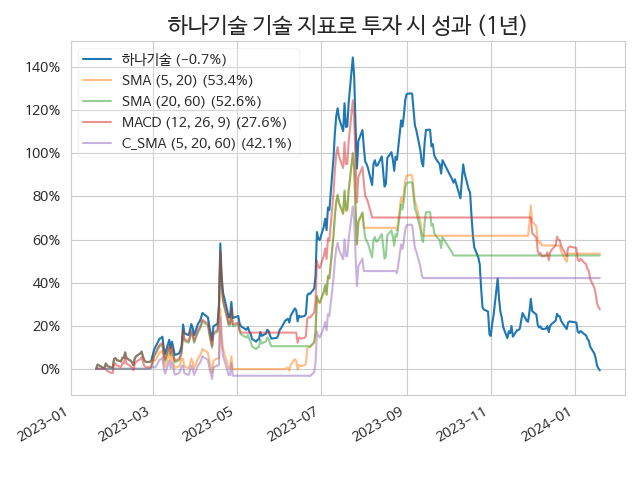 하나기술 기술 지표로 투자 시 성과 (1년)
하나기술 (-0.7%)
SMA (5, 20) (53.4%)
SMA (20, 60) (52.6%)
MACD (12, 26, 9) (27.6%)
C_SMA (5, 20, 60) (42.1%)
140%
120%
100%
80%
60%
40%
20%
0%
2023-01
2023-03
2023-05
2023-07
2023-09
2023-11
2024-01